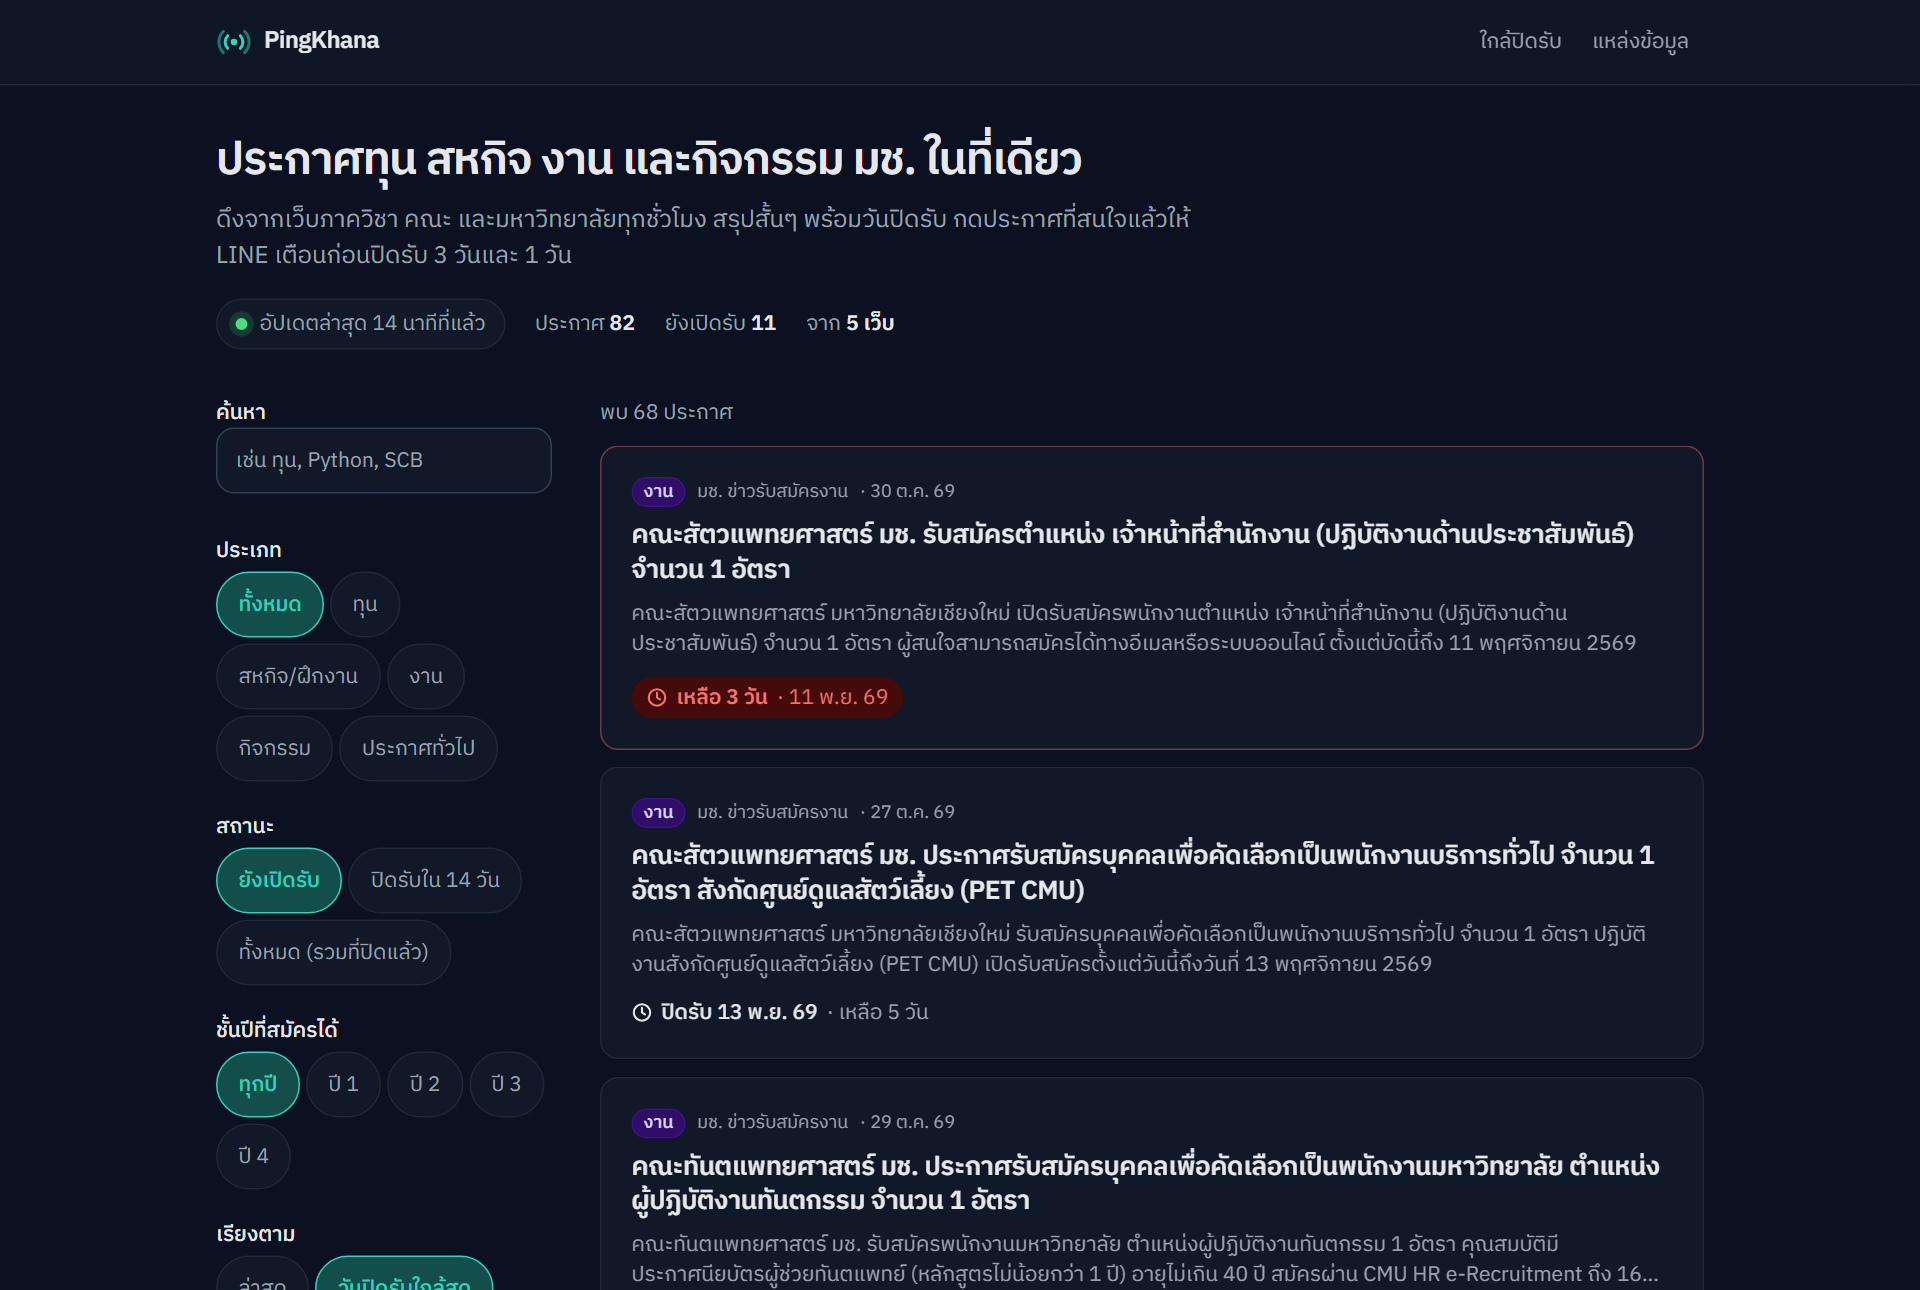 PingKhana
ใกล้ปิดรับ
แหล่งข้อมูล
ประกาศทุน สหกิจ งาน และกิจกรรม มช. ในที่เดียว
ดึงจากเว็บภาควิชา คณะ และมหาวิทยาลัยทุกชั่วโมง สรุปสั้นๆ พร้อมวันปิดรับ กดประกาศที่สนใจแล้วให้
LINE เตือนก่อนปิดรับ 3 วันและ 1 วัน
อัปเดตล่าสุด 14 นาทีที่แล้ว
ประกาศ 82
ยังเปิดรับ 11
จาก 5 เว็บ
ค้นหา
เช่น ทุน, Python, SCB
ประเภท
ทั้งหมด
ทุน
สหกิจ/ฝึกงาน
งาน
กิจกรรม
ประกาศทั่วไป
สถานะ
ยังเปิดรับ
ปิดรับใน 14 วัน
ทั้งหมด (รวมที่ปิดแล้ว)
ชั้นปีที่สมัครได้
ทุกปี
ปี 1
ปี 2
ปี 3
ปี 4
เรียงตาม
ล่าสุด
วันปิดรับใกล้สุด
พบ 68 ประกาศ
งาน
มช. ข่าวรับสมัครงาน · 30 ต.ค. 69
คณะสัตวแพทยศาสตร์ มช. รับสมัครตำแหน่ง เจ้าหน้าที่สำนักงาน (ปฏิบัติงานด้านประชาสัมพันธ์)
จำนวน 1 อัตรา
คณะสัตวแพทยศาสตร์ มหาวิทยาลัยเชียงใหม่ เปิดรับสมัครพนักงานตำแหน่ง เจ้าหน้าที่สำนักงาน (ปฏิบัติงานด้าน
ประชาสัมพันธ์) จำนวน 1 อัตรา ผู้สนใจสามารถสมัครได้ทางอีเมลหรือระบบออนไลน์ ตั้งแต่บัดนี้ถึง 11 พฤศจิกายน 2569
เหลือ 3 วัน · 11 พ.ย. 69
งาน
มช. ข่าวรับสมัครงาน · 27 ต.ค. 69
คณะสัตวแพทยศาสตร์ มช. ประกาศรับสมัครบุคคลเพื่อคัดเลือกเป็นพนักงานบริการทั่วไป จำนวน 1
อัตรา สังกัดศูนย์ดูแลสัตว์เลี้ยง (PET CMU)
คณะสัตวแพทยศาสตร์ มหาวิทยาลัยเชียงใหม่ รับสมัครบุคคลเพื่อคัดเลือกเป็นพนักงานบริการทั่วไป จำนวน 1 อัตรา ปฏิบัติ
งานสังกัดศูนย์ดูแลสัตว์เลี้ยง (PET CMU) เปิดรับสมัครตั้งแต่วันนี้ถึงวันที่ 13 พฤศจิกายน 2569
ปิดรับ 13 พ.ย. 69 · เหลือ 5 วัน
งาน
มช. ข่าวรับสมัครงาน · 29 ต.ค. 69
คณะทันตแพทยศาสตร์ มช. ประกาศรับสมัครบุคคลเพื่อคัดเลือกเป็นพนักงานมหาวิทยาลัย ตำแหน่ง
ผู้ปฏิบัติงานทันตกรรม จำนวน 1 อัตรา
คณะทันตแพทยศาสตร์ มช. รับสมัครพนักงานมหาวิทยาลัย ตำแหน่งผู้ปฏิบัติงานทันตกรรม 1 อัตรา คุณสมบัติมี
ประกาศนียบัตรผู้ช่วยทันตแพทย์ (หลักสูตรไม่น้อยกว่า 1 ปี) อายุไม่เกิน 40 ปี สมัครผ่าน CMU HR e-Recruitment ถึง 16...